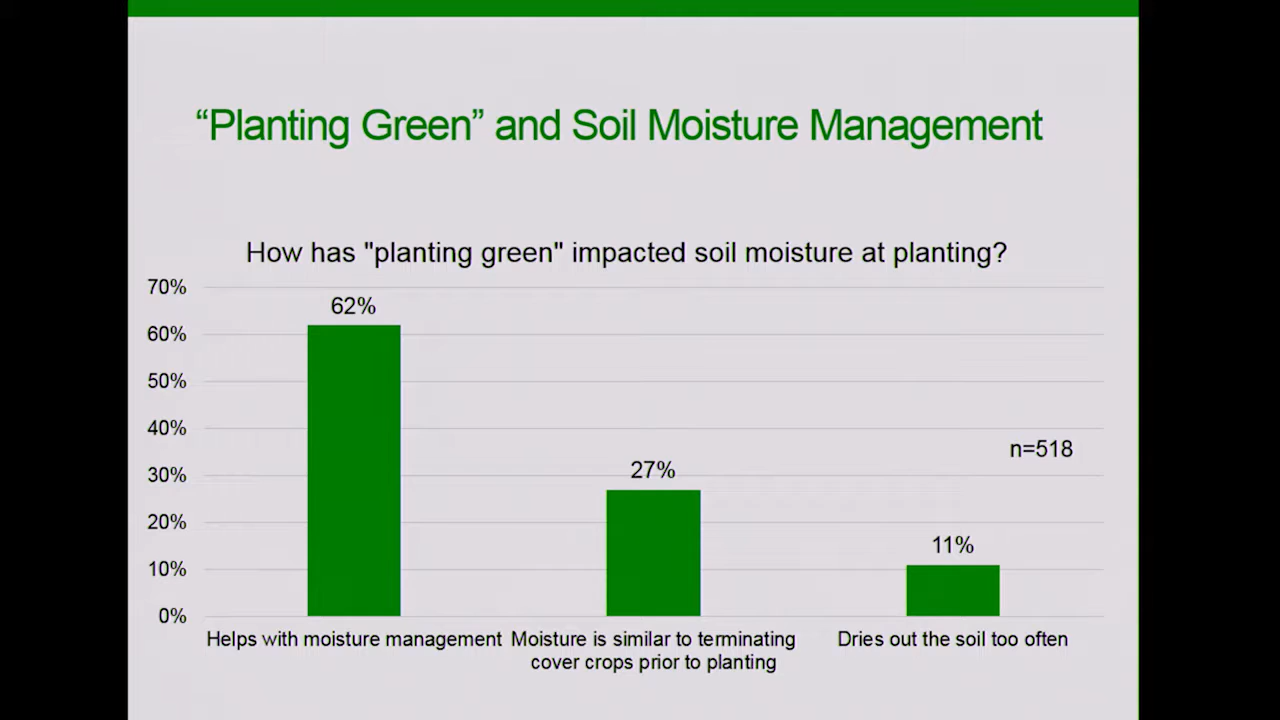 “Planting Green” and Soil Moisture Management
How has "planting green" impacted soil moisture at planting?
70%
60%
50%
40%
30%
20%
10%
0%
62%
27%
11%
n=518
Helps with moisture management
Moisture is similar to terminating
cover crops prior to planting
Dries out the soil too often